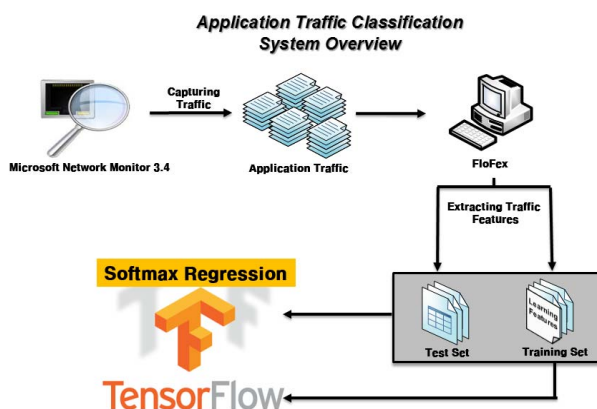 Application Traffic Classification
System Overview
Capturing
Traffic
Microsoft Network Monitor 3.4
Application Traffic
FloFex
Extracting Traffic
Features
Softmax Regression
Learning
Features
Test Set
Training Set
TensorFlow